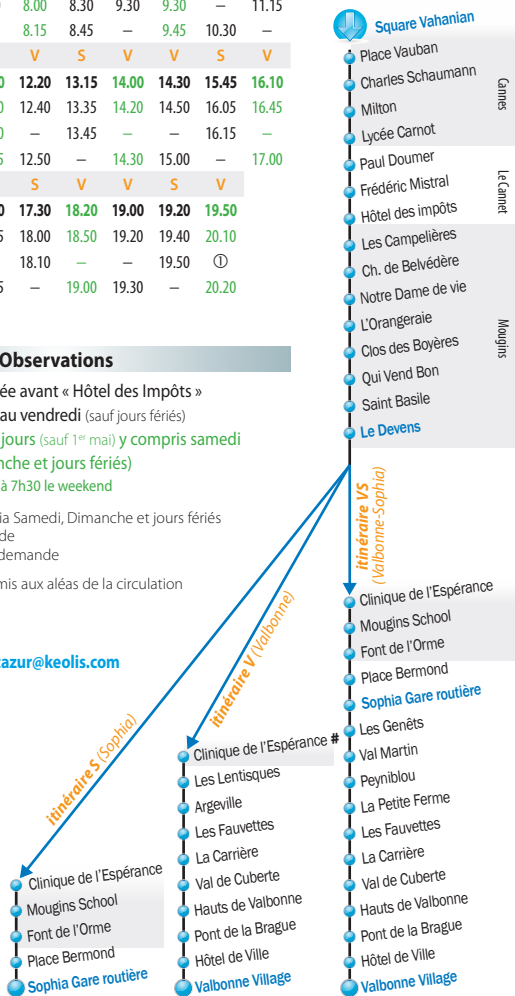 8.00 8.30 9.30 9.30 – 11.15
8.15 8.45 – 9.45 10.30 –
V S V V S V
12.20 13.15 14.00 14.30 15.45 16.10
12.40 13.35 14.20 14.50 16.05 16.45
– 13.45 – – 16.15 –
12.50 – 14.30 15.00 – 17.00
S V V S V
17.30 18.20 19.00 19.20 19.50
18.00 18.50 19.20 19.40 20.10
18.10 – – 19.50 ①
– 19.00 19.30 – 20.20
Observations
ée avant « Hôtel des Impôts »
au vendredi (sauf jours fériés)
jours (sauf 1er mai) y compris samedi
nche et jours fériés)
à 7h30 le weekend
ia Samedi, Dimanche et jours fériés
de
demande
mis aux aléas de la circulation
azur@keolis.com
Square Vahanian
Place Vauban
Charles Schaumann
Milton
Lycée Carnot
Cannes
Paul Doumer
Frédéric Mistral
Hôtel des impôts
Le Cannet
Les Campelières
Ch. de Belvédère
Notre Dame de vie
L'Orangeraie
Clos des Boyères
Qui Vend Bon
Saint Basile
Le Devens
Mougins
itinéraire VS
(Valbonne-Sophia)
Clinique de l'Espérance
Mougins School
Font de l'Orme
Place Bermond
Sophia Gare routière
Les Genêts
Val Martin
Peyniblou
La Petite Ferme
Les Fauvettes
La Carrière
Val de Cuberte
Hauts de Valbonne
Pont de la Brague
Hôtel de Ville
Valbonne Village
itinéraire V (Valbonne)
Clinique de l'Espérance #
Les Lentisques
Argeville
Les Fauvettes
La Carrière
Val de Cuberte
Hauts de Valbonne
Pont de la Brague
Hôtel de Ville
Valbonne Village
itinéraire S (Sophia)
Clinique de l'Espérance
Mougins School
Font de l'Orme
Place Bermond
Sophia Gare routière